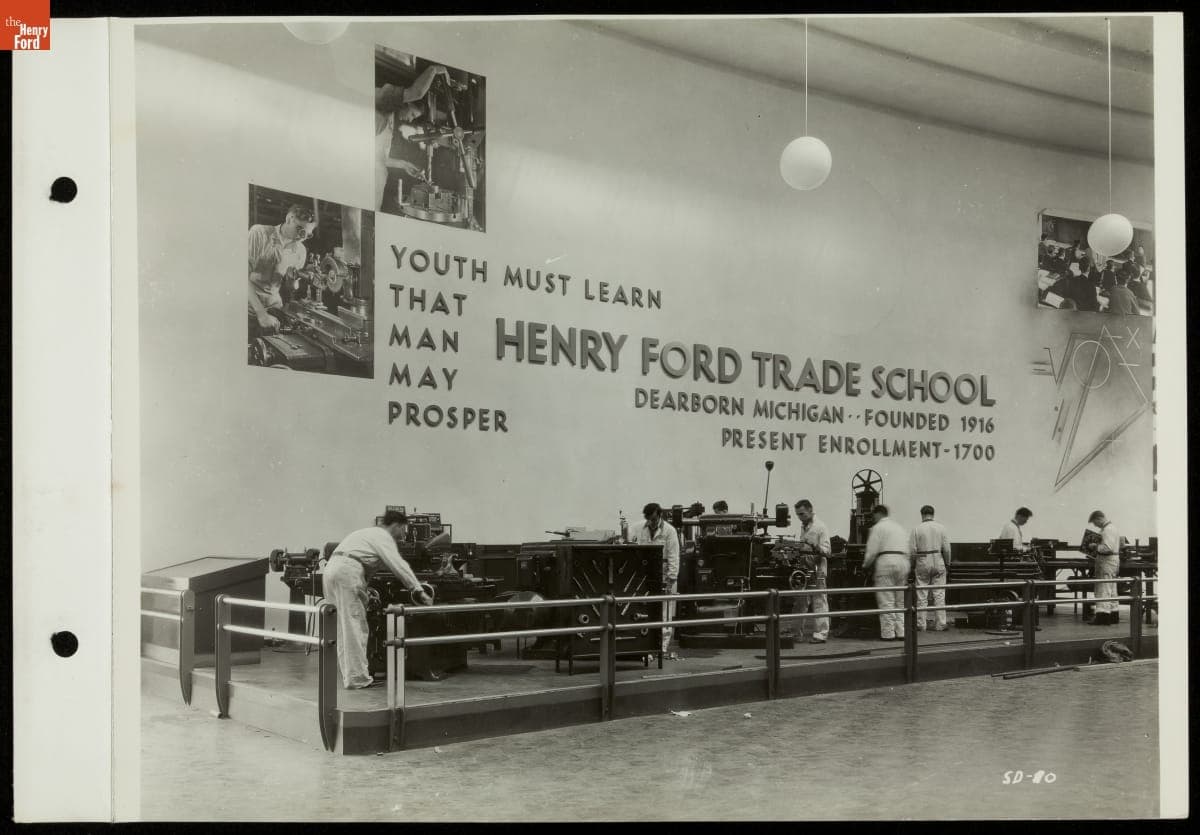 the
Henry
Ford
YOUTH MUST LEARN
THAT
MAN
MAY
PROSPER
HENRY FORD TRADE SCHOOL
DEARBORN MICHIGAN·· FOUNDED 1916
PRESENT ENROLLMENT-1700
SD-80